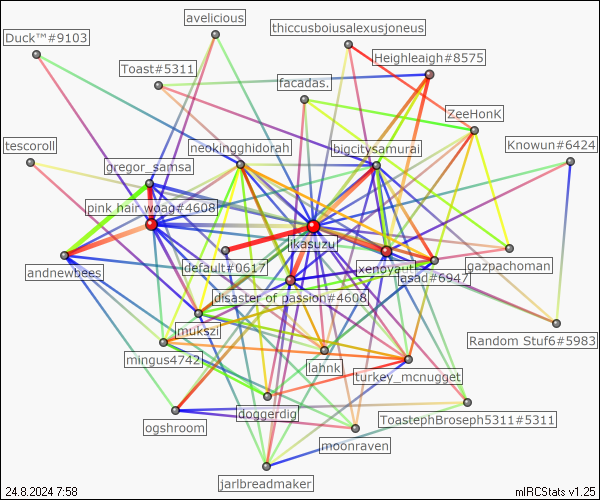 avelicious
thiccusboiusalexusjoneus
Duck™#9103
Heighleaigh#8575
Toast#5311
facadas.
ZeeHonK
tescoroll
neokingghidorah
bigcitysamurai
Knowun#6424
gregor_samsa
pink hair woag#4608
ikasuzu
andnewbees
default#0617
xenoyaut
asad#6947
gazpachoman
disaster of passion#4608
mukszi
mingus4742
lahnk
turkey_mcnugget
Random Stuf6#5983
doggerdig
ToastephBroseph5311#5311
ogshroom
moonraven
jarlbreadmaker
24.8.2024 7:58
mIRCStats v1.25